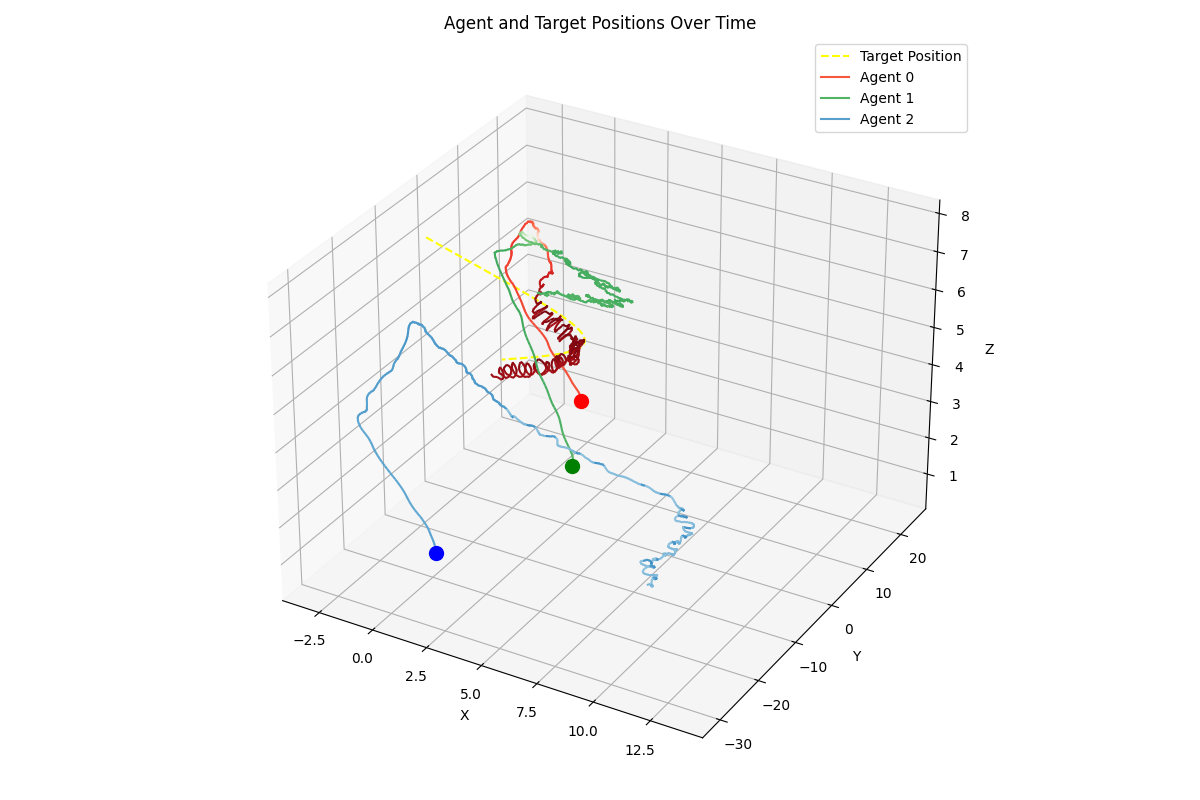 Agent and Target Positions Over Time
Target Position
Agent 0
Agent 1
Agent 2
8
7
6
5
4
3
2
1
Z
20
10
0
−10
−20
−30
Y
−2.5
0.0
2.5
5.0
7.5
10.0
12.5
X